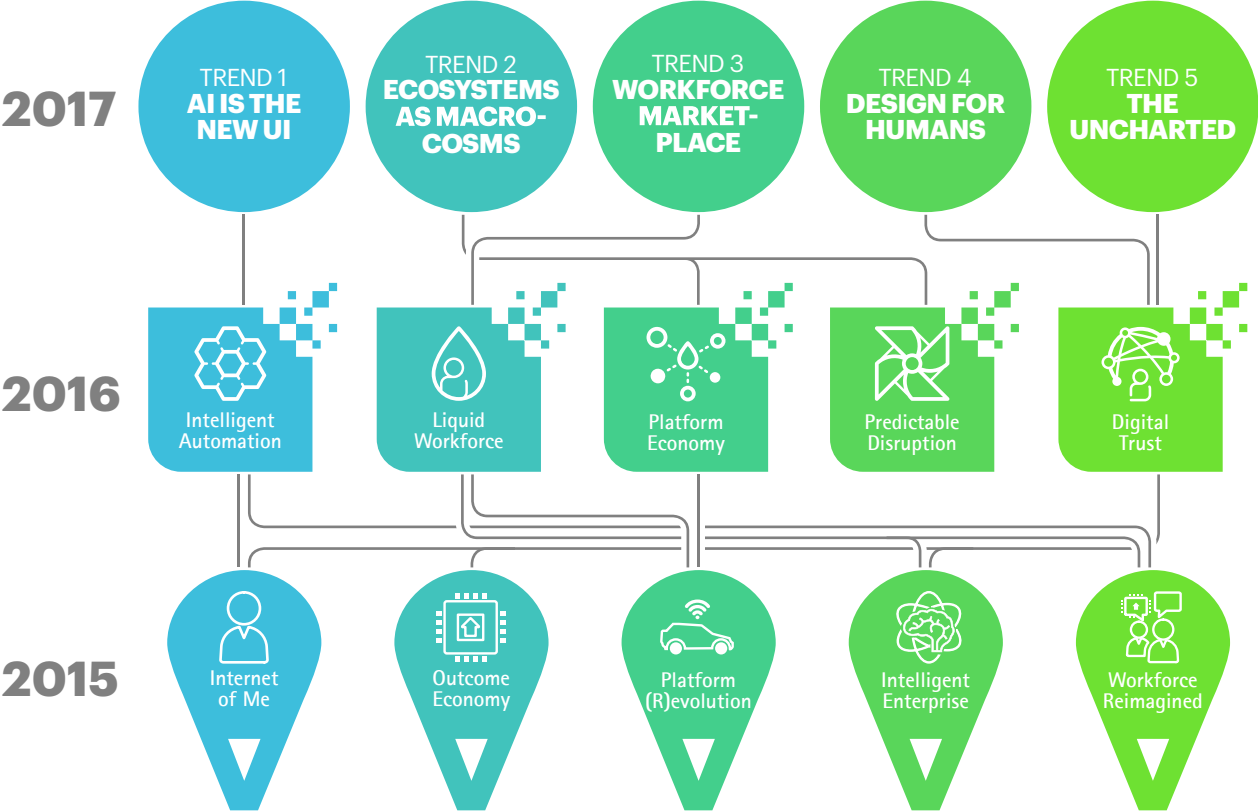 2017
TREND 1
AI IS THE
NEW UI
TREND 2
ECOSYSTEMS
AS MACRO-
COSMS
TREND 3
WORKFORCE
MARKET-
PLACE
TREND 4
DESIGN FOR
HUMANS
TREND 5
THE
UNCHARTED
2016
Intelligent
Automation
Liquid
Workforce
Platform
Economy
Predictable
Disruption
Digital
Trust
2015
Internet
of Me
Outcome
Economy
Platform
(R)evolution
Intelligent
Enterprise
Workforce
Reimagined